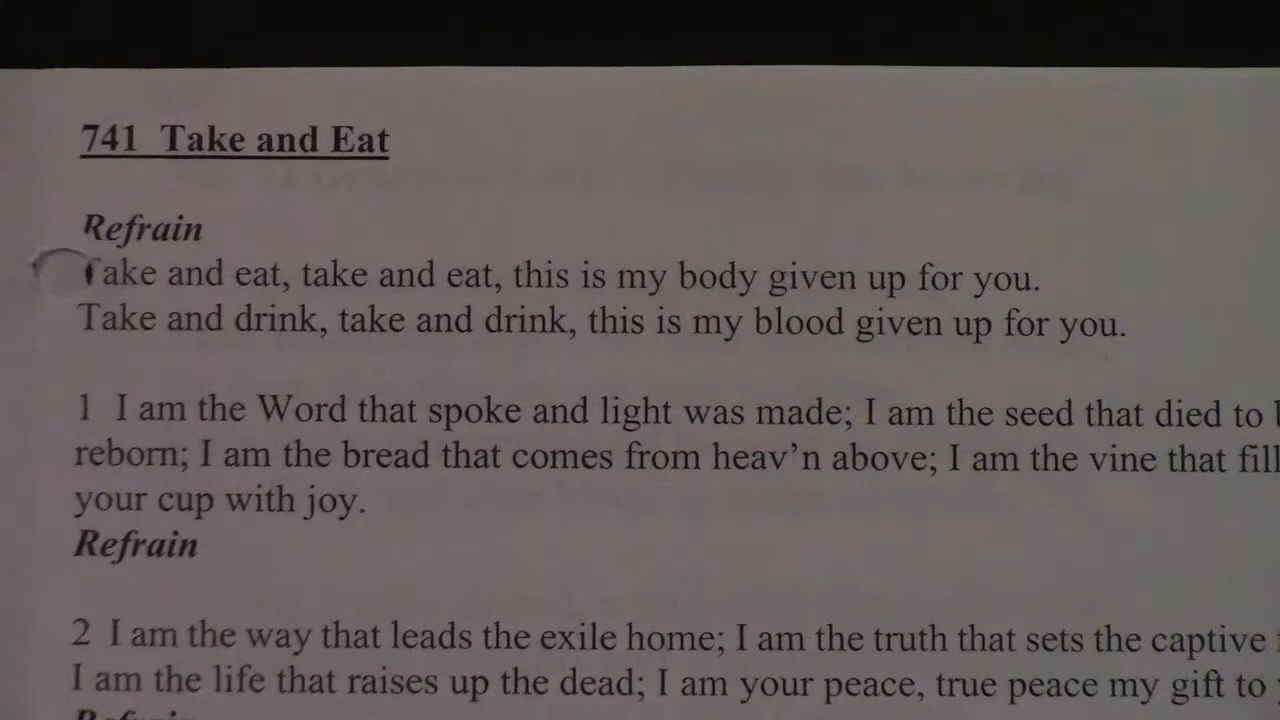 741 Take and Eat
Refrain
Take and eat, take and eat, this is my body given up for you.
Take and drink, take and drink, this is my blood given up for you.
1 I am the Word that spoke and light was made; I am the seed that died to
reborn; I am the bread that comes from heav’n above; I am the vine that fill
your cup with joy.
Refrain
2 I am the way that leads the exile home; I am the truth that sets the captive
I am the life that raises up the dead; I am your peace, true peace my gift to
Refrain